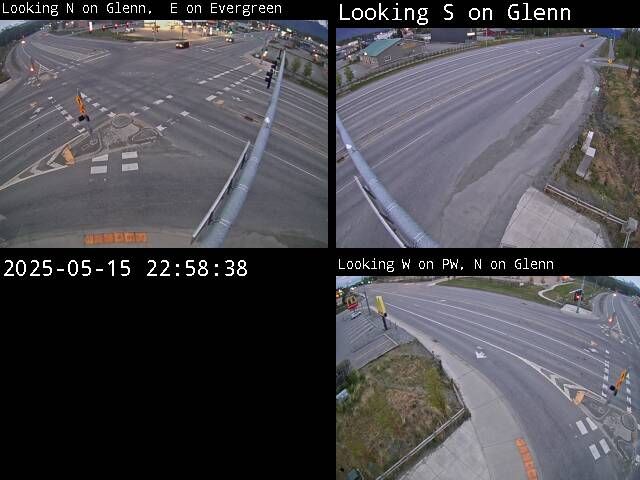 Looking N on Glenn,  E on Evergreen
Looking S on Glenn
2025-05-15 22:58:38
Looking W on PW, N on Glenn